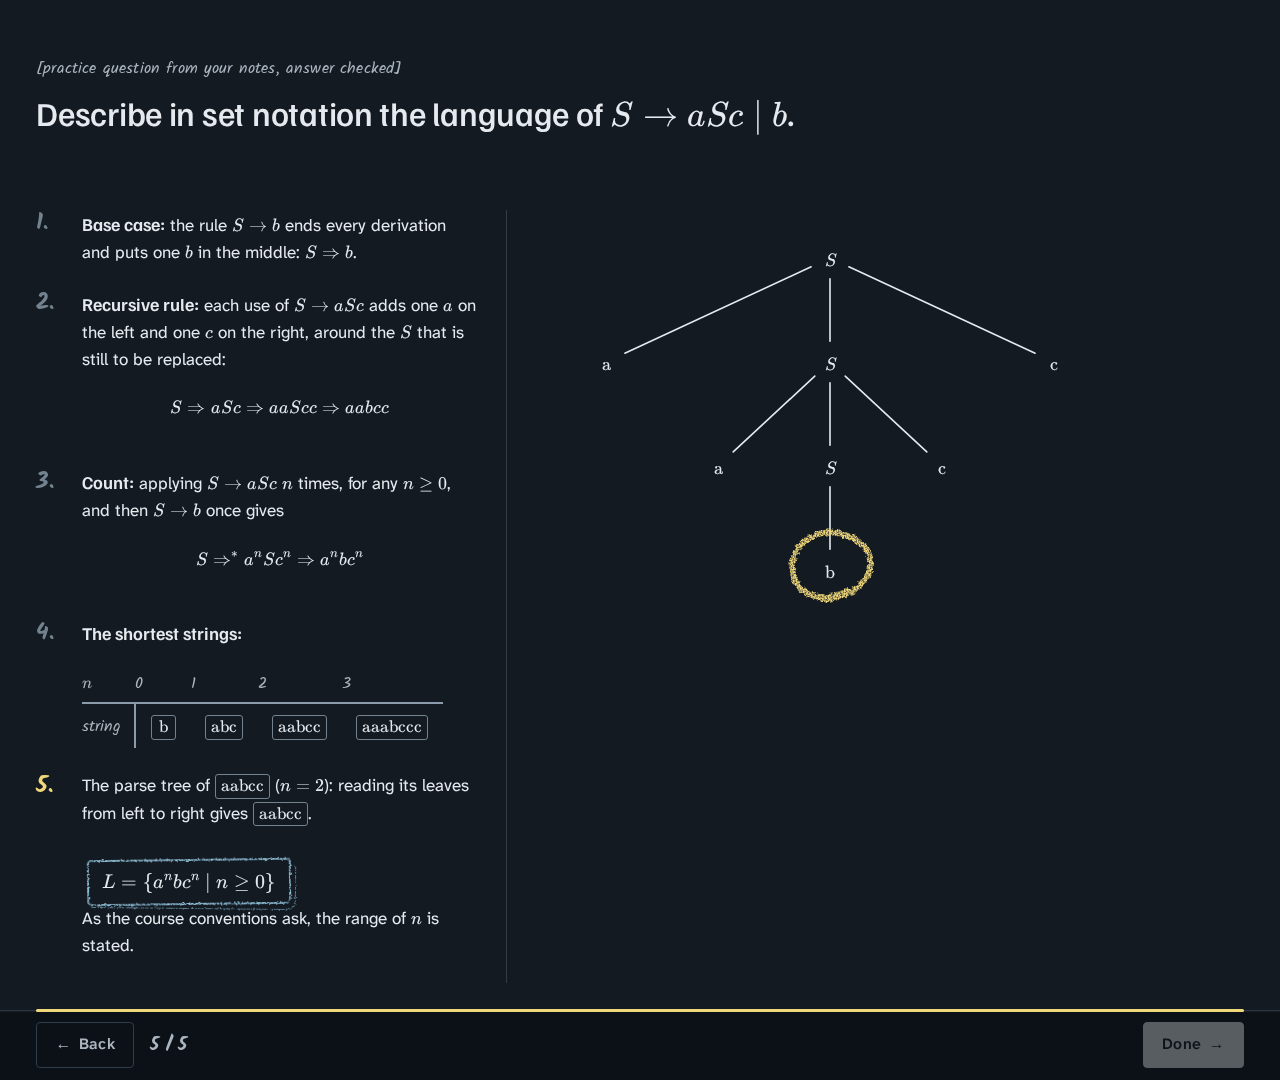 [practice question from your notes, answer checked]
Describe in set notation the language of S → aSc | b.
1. Base case: the rule S → b ends every derivation
and puts one b in the middle: S ⇒ b.
2. Recursive rule: each use of S → aSc adds one a on
the left and one c on the right, around the S that is
still to be replaced:
S ⇒ aSc ⇒ aaScc ⇒ aabcc
3. Count: applying S → aSc n times, for any n ≥ 0,
and then S → b once gives
S ⇒* aⁿScⁿ ⇒ aⁿbcⁿ
4. The shortest strings:
n 0 1 2 3
string b abc aabcc aaabccc
5. The parse tree of aabcc (n = 2): reading its leaves
from left to right gives aabcc.
L = {aⁿbcⁿ | n ≥ 0}
As the course conventions ask, the range of n is
stated.
S
a S c
a S c
b
← Back 5 / 5 Done →